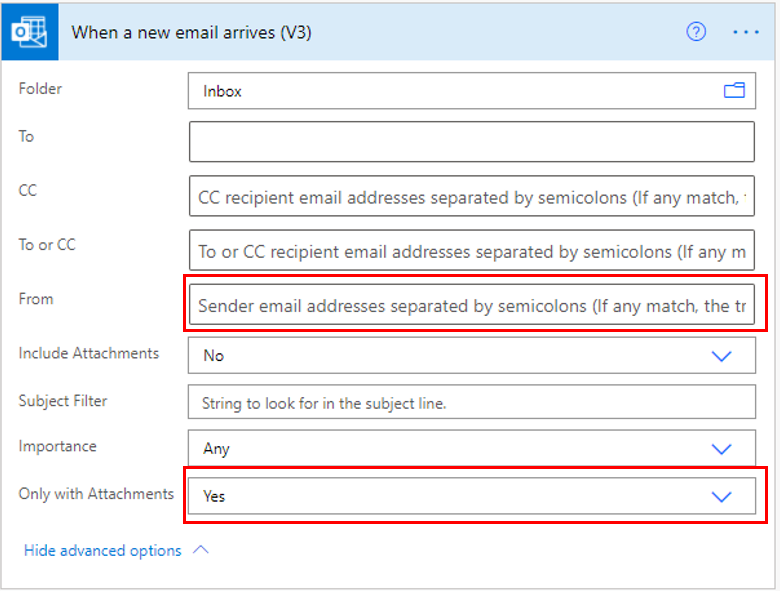 When a new email arrives (V3)
Folder
Inbox
To
CC
CC recipient email addresses separated by semicolons (If any match,
To or CC
To or CC recipient email addresses separated by semicolons (If any m
From
Sender email addresses separated by semicolons (If any match, the tr
Include Attachments
No
Subject Filter
String to look for in the subject line.
Importance
Any
Only with Attachments
Yes
Hide advanced options